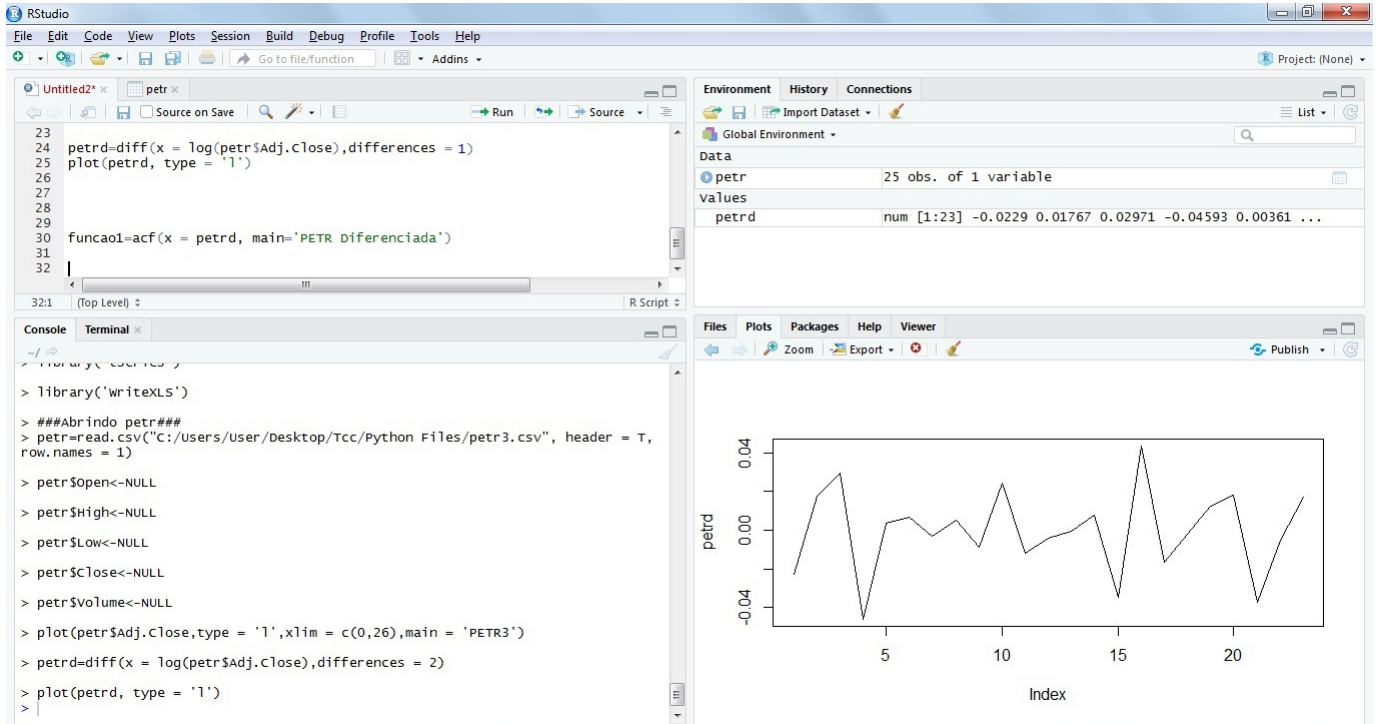 RStudio
File Edit Code View Plots Session Build Debug Profile Tools Help
Go to file/function Addins Project: (None)
Untitled2* petr
Source on Save Run Source
23
24 petrd=diff(x = log(petr$Adj.Close),differences = 1)
25 plot(petrd, type = 'l')
26
27
28
29
30 funcao1=acf(x = petrd, main='PETR Diferenciada')
31
32
32:1 (Top Level) R Script
Console Terminal
~/
> library('WriteXLS')
> ###Abrindo petr###
> petr=read.csv("C:/Users/User/Desktop/Tcc/Python Files/petr3.csv", header = T,
row.names = 1)
> petr$Open<-NULL
> petr$High<-NULL
> petr$Low<-NULL
> petr$Close<-NULL
> petr$Volume<-NULL
> plot(petr$Adj.Close,type = 'l',xlim = c(0,26),main = 'PETR3')
> petrd=diff(x = log(petr$Adj.Close),differences = 2)
> plot(petrd, type = 'l')
>
Environment History Connections
Import Dataset List
Global Environment
Data
petr 25 obs. of 1 variable
Values
petrd num [1:23] -0.0229 0.01767 0.02971 -0.04593 0.00361 ...
Files Plots Packages Help Viewer
Zoom Export Publish
0.04
0.00
-0.04
petrd
5 10 15 20
Index